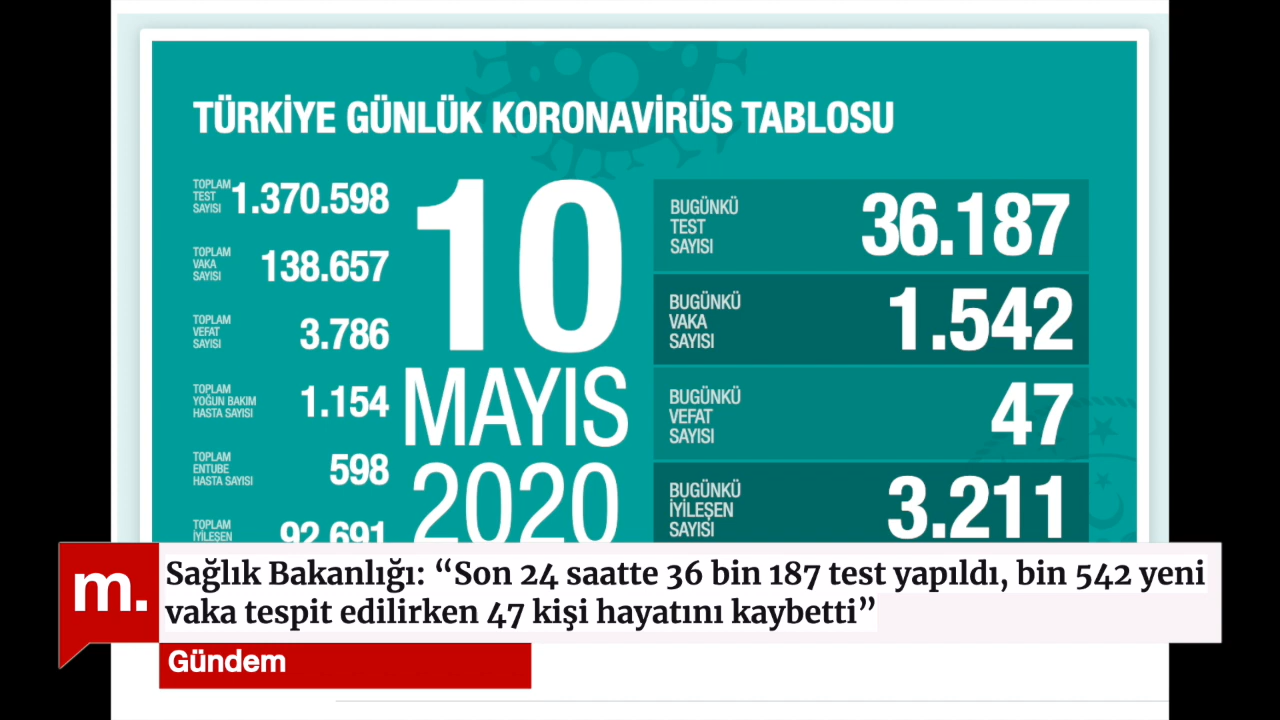 TÜRKİYE GÜNLÜK KORONAVİRÜS TABLOSU
TOPLAM
TEST
SAYISI
1.370.598
TOPLAM
VAKA
SAYISI
138.657
TOPLAM
VEFAT
SAYISI
3.786
TOPLAM
YOĞUN BAKIM
HASTA SAYISI
1.154
TOPLAM
ENTUBE
HASTA SAYISI
598
TOPLAM
İYİLEŞEN
92.691
10
MAYIS
2020
BUGÜNKÜ
TEST
SAYISI
36.187
BUGÜNKÜ
VAKA
SAYISI
1.542
BUGÜNKÜ
VEFAT
SAYISI
47
BUGÜNKÜ
İYİLEŞEN
SAYISI
3.211
m.
Sağlık Bakanlığı: “Son 24 saatte 36 bin 187 test yapıldı, bin 542 yeni
vaka tespit edilirken 47 kişi hayatını kaybetti”
Gündem